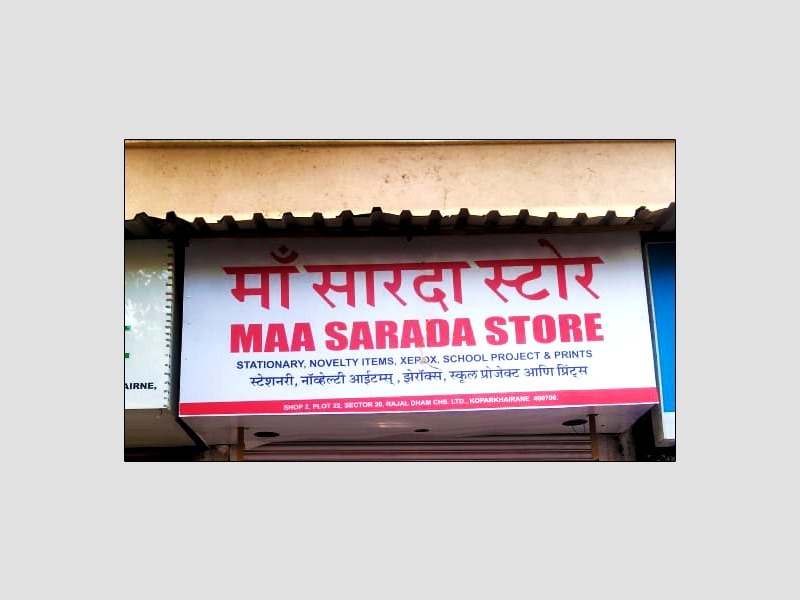 माँ सारदा स्टोर
MAA SARADA STORE
STATIONARY, NOVELTY ITEMS, XEROX, SCHOOL PROJECT & PRINTS
स्टेशनरी, नॉव्हेल्टी आईटम्स् , झेरॉक्स, स्कूल प्रोजेक्ट आणि प्रिंट्स
SHOP 2, PLOT 22, SECTOR 20, RAJAL DHAM CHS. LTD., KOPARKHAIRANE 400709.
AIRNE,